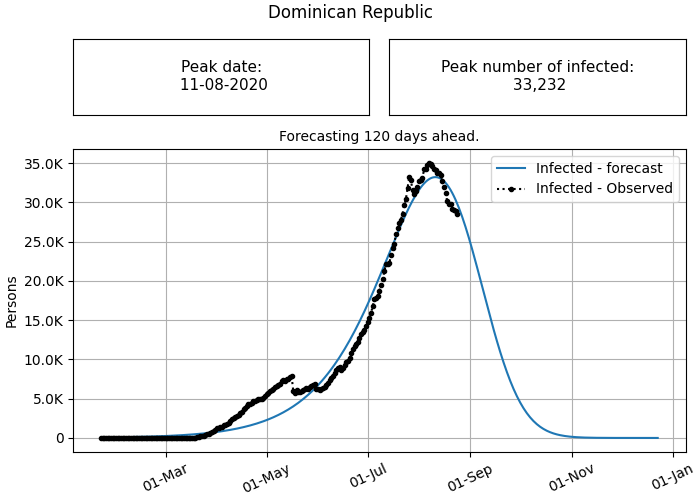 Dominican Republic
Peak date:
11-08-2020
Peak number of infected:
33,232
Forecasting 120 days ahead.
35.0K
30.0K
25.0K
20.0K
15.0K
10.0K
5.0K
0
Persons
Infected - forecast
Infected - Observed
01-Mar
01-May
01-Jul
01-Sep
01-Nov
01-Jan